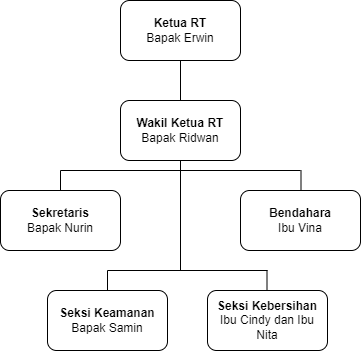 Ketua RT
Bapak Erwin
Wakil Ketua RT
Bapak Ridwan
Sekretaris
Bapak Nurin
Bendahara
Ibu Vina
Seksi Keamanan
Bapak Samin
Seksi Kebersihan
Ibu Cindy dan Ibu
Nita